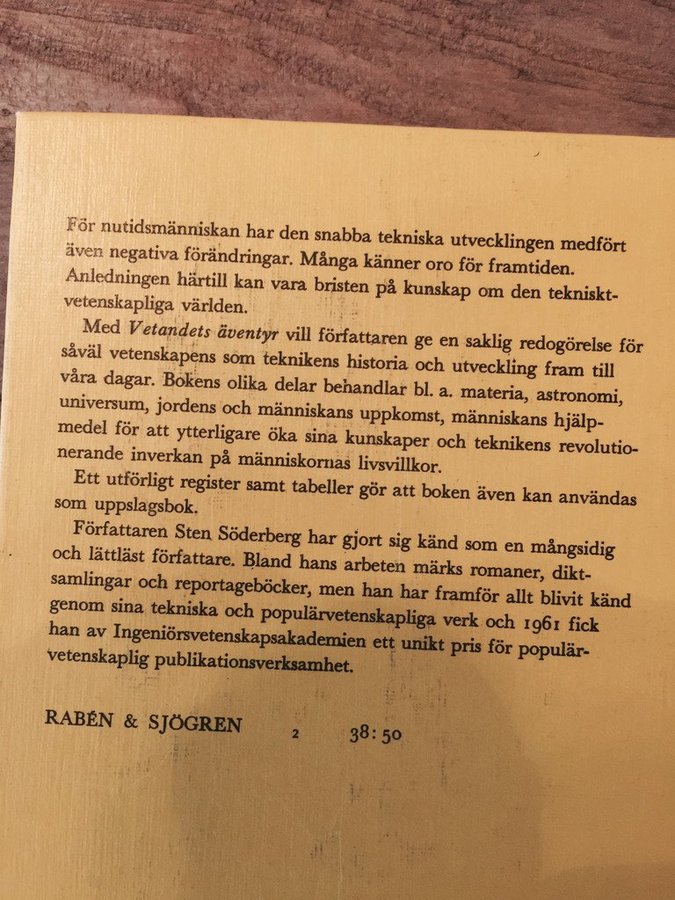 För nutidsmänniskan har den snabba tekniska utvecklingen medfört
även negativa förändringar. Många känner oro för framtiden.
Anledningen härtill kan vara bristen på kunskap om den tekniskt-
vetenskapliga världen.
Med Vetandets äventyr vill författaren ge en saklig redogörelse för
såväl vetenskapens som teknikens historia och utveckling fram till
våra dagar. Bokens olika delar behandlar bl. a. materia, astronomi,
universum, jordens och människans uppkomst, människans hjälp-
medel för att ytterligare öka sina kunskaper och teknikens revolutio-
nerande inverkan på människornas livsvillkor.
Ett utförligt register samt tabeller gör att boken även kan användas
som uppslagsbok.
Författaren Sten Söderberg har gjort sig känd som en mångsidig
och lättläst författare. Bland hans arbeten märks romaner, dikt-
samlingar och reportageböcker, men han har framför allt blivit känd
genom sina tekniska och populärvetenskapliga verk och 1961 fick
han av Ingeniörsvetenskapsakademien ett unikt pris för populär-
vetenskaplig publikationsverksamhet.
RABÉN & SJÖGREN 2 38:50